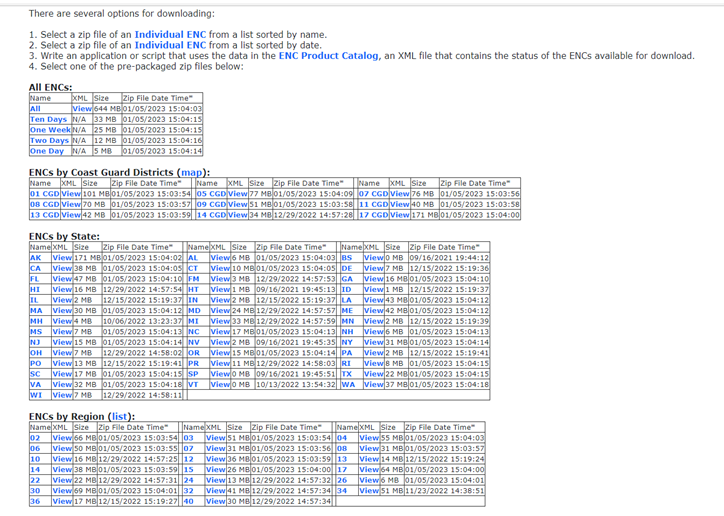 There are several options for downloading:
1. Select a zip file of an Individual ENC from a list sorted by name.
2. Select a zip file of an Individual ENC from a list sorted by date.
3. Write an application or script that uses the data in the ENC Product Catalog, an XML file that contains the status of the ENCs available for download.
4. Select one of the pre-packaged zip files below:
All ENCs:
Name XML Size Zip File Date Time*
All View 644 MB 01/05/2023 15:04:03
Ten Days N/A 33 MB 01/05/2023 15:04:15
One Week N/A 25 MB 01/05/2023 15:04:15
Two Days N/A 12 MB 01/05/2023 15:04:16
One Day N/A 5 MB 01/05/2023 15:04:14
ENCs by Coast Guard Districts (map):
Name XML Size Zip File Date Time* Name XML Size Zip File Date Time* Name XML Size Zip File Date Time*
01 CGD View 101 MB 01/05/2023 15:03:54 05 CGD View 77 MB 01/05/2023 15:04:09 07 CGD View 76 MB 01/05/2023 15:03:56
08 CGD View 70 MB 01/05/2023 15:03:57 09 CGD View 51 MB 01/05/2023 15:03:58 11 CGD View 40 MB 01/05/2023 15:03:58
13 CGD View 42 MB 01/05/2023 15:03:59 14 CGD View 34 MB 12/29/2022 14:57:28 17 CGD View 171 MB 01/05/2023 15:04:00
ENCs by State:
Name XML Size Zip File Date Time* Name XML Size Zip File Date Time* Name XML Size Zip File Date Time*
AK View 171 MB 01/05/2023 15:04:02 AL View 6 MB 01/05/2023 15:04:03 BS View 0 MB 09/16/2021 19:44:12
CA View 38 MB 01/05/2023 15:04:05 CT View 10 MB 01/05/2023 15:04:05 DE View 7 MB 12/15/2022 15:19:36
FL View 47 MB 01/05/2023 15:04:10 FM View 3 MB 12/29/2022 14:57:53 GA View 16 MB 01/05/2023 15:04:10
HI View 16 MB 12/29/2022 14:57:54 HT View 1 MB 09/16/2021 19:45:13 ID View 1 MB 12/15/2022 15:19:37
IL View 2 MB 12/15/2022 15:19:37 IN View 2 MB 12/15/2022 15:19:37 LA View 43 MB 01/05/2023 15:04:12
MA View 30 MB 01/05/2023 15:04:12 MD View 24 MB 12/29/2022 14:57:57 ME View 42 MB 01/05/2023 15:04:12
MH View 4 MB 10/06/2022 13:23:37 MI View 33 MB 12/29/2022 14:57:59 MN View 2 MB 12/15/2022 15:19:39
MS View 7 MB 01/05/2023 15:04:13 NC View 17 MB 01/05/2023 15:04:13 NH View 6 MB 01/05/2023 15:04:13
NJ View 15 MB 01/05/2023 15:04:14 NV View 2 MB 09/16/2021 19:45:35 NY View 31 MB 01/05/2023 15:04:14
OH View 7 MB 12/29/2022 14:58:02 OR View 15 MB 01/05/2023 15:04:14 PA View 2 MB 12/15/2022 15:19:41
PO View 13 MB 12/15/2022 15:19:41 PR View 11 MB 12/29/2022 14:58:03 RI View 8 MB 01/05/2023 15:04:15
SC View 17 MB 01/05/2023 15:04:15 SP View 0 MB 09/16/2021 19:45:51 TX View 22 MB 01/05/2023 15:04:15
VA View 32 MB 01/05/2023 15:04:18 VT View 0 MB 10/13/2022 13:54:32 WA View 37 MB 01/05/2023 15:04:18
WI View 7 MB 12/29/2022 14:58:11
ENCs by Region (list):
Name XML Size Zip File Date Time* Name XML Size Zip File Date Time* Name XML Size Zip File Date Time*
02 View 66 MB 01/05/2023 15:03:54 03 View 51 MB 01/05/2023 15:03:54 04 View 55 MB 01/05/2023 15:04:03
06 View 50 MB 01/05/2023 15:03:55 07 View 31 MB 01/05/2023 15:03:56 08 View 31 MB 01/05/2023 15:03:57
10 View 16 MB 12/29/2022 14:57:25 12 View 36 MB 01/05/2023 15:03:59 13 View 14 MB 12/15/2022 15:19:24
14 View 38 MB 01/05/2023 15:03:59 15 View 26 MB 01/05/2023 15:04:00 17 View 64 MB 01/05/2023 15:04:00
22 View 22 MB 12/29/2022 14:57:31 24 View 13 MB 12/29/2022 14:57:32 26 View 6 MB 01/05/2023 15:04:01
30 View 69 MB 01/05/2023 15:04:01 32 View 41 MB 12/29/2022 14:57:34 34 View 51 MB 11/23/2022 14:38:51
36 View 17 MB 12/15/2022 15:19:27 40 View 30 MB 12/29/2022 14:57:34